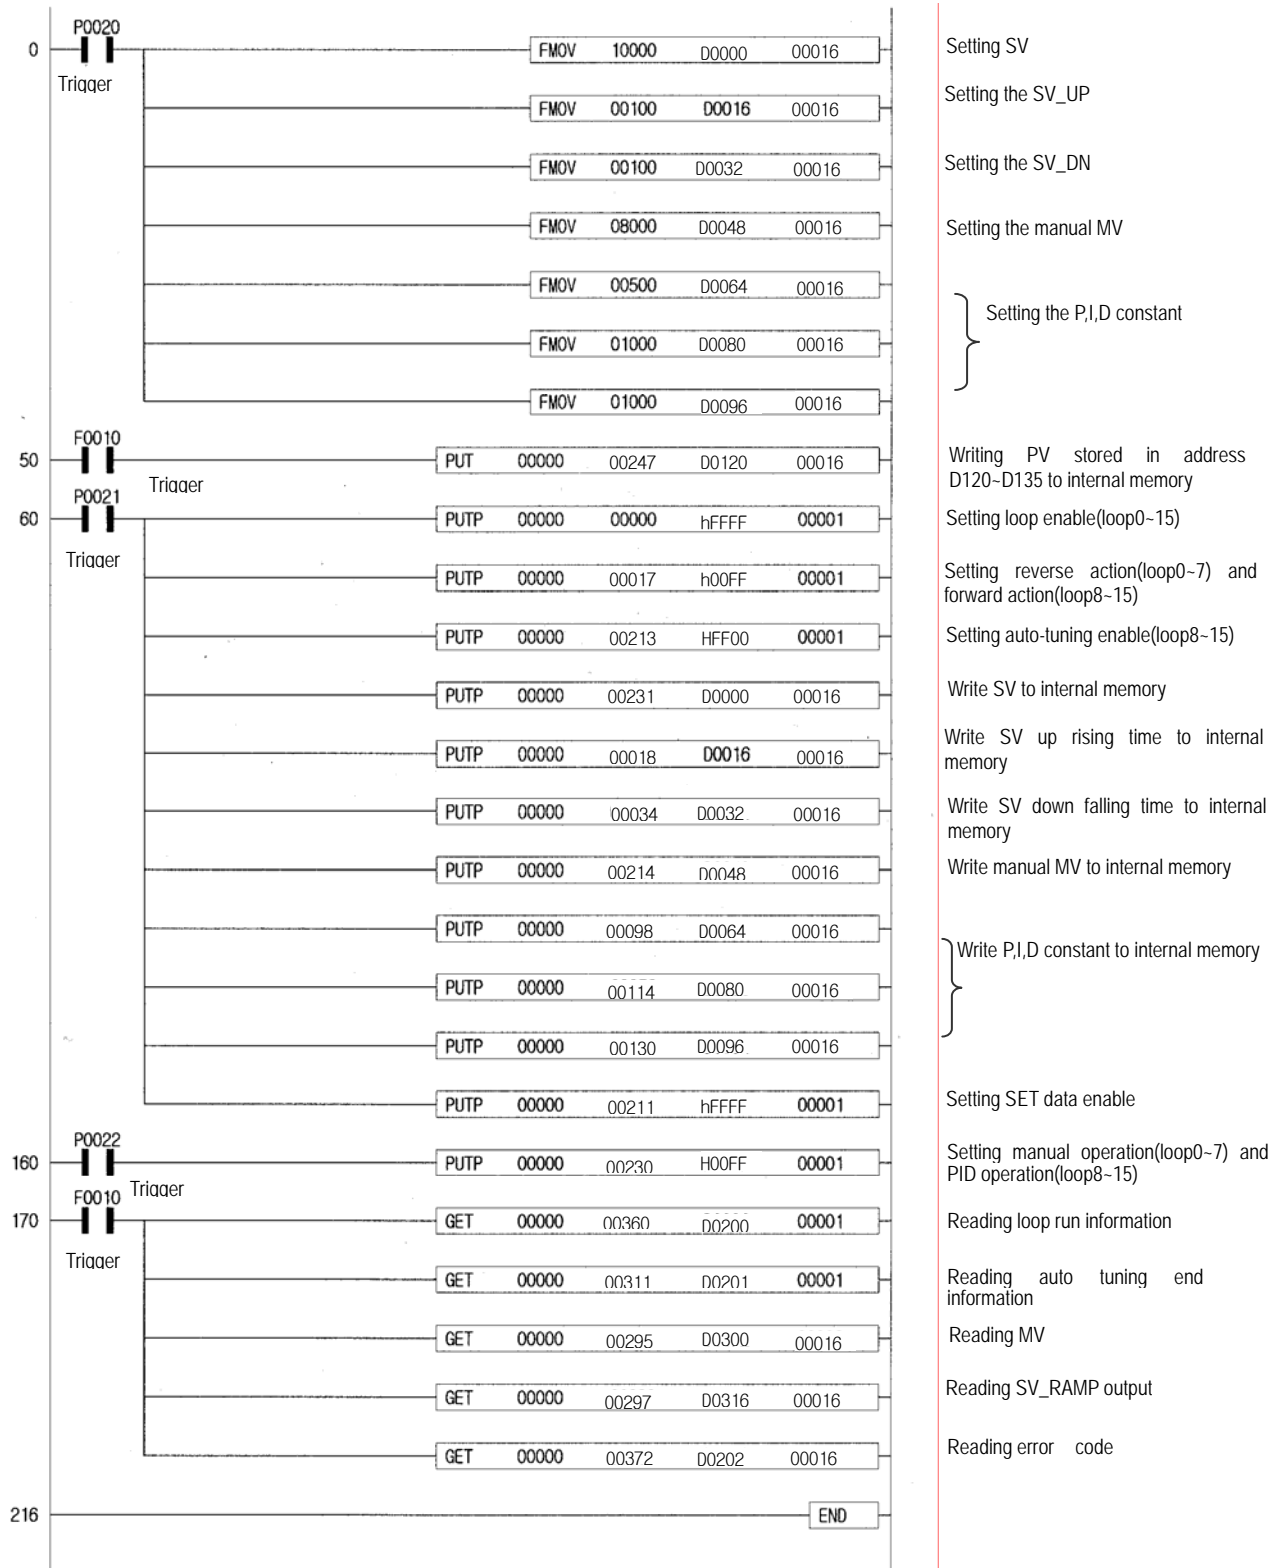 P0020
0 FMOV 10000 D0000 00016 Setting SV
Trigger
FMOV 00100 D0016 00016 Setting the SV_UP
FMOV 00100 D0032 00016 Setting the SV_DN
FMOV 08000 D0048 00016 Setting the manual MV
FMOV 00500 D0064 00016
Setting the P,I,D constant
FMOV 01000 D0080 00016
FMOV 01000 D0096 00016
F0010
50 PUT 00000 00247 D0120 00016 Writing PV stored in address
D120~D135 to internal memory
Trigger
P0021
60 PUTP 00000 00000 hFFFF 00001 Setting loop enable(loop0~15)
Trigger
PUTP 00000 00017 h00FF 00001 Setting reverse action(loop0~7) and
forward action(loop8~15)
PUTP 00000 00213 HFF00 00001 Setting auto-tuning enable(loop8~15)
PUTP 00000 00231 D0000 00016 Write SV to internal memory
PUTP 00000 00018 D0016 00016 Write SV up rising time to internal
memory
PUTP 00000 00034 D0032 00016 Write SV down falling time to internal
memory
PUTP 00000 00214 D0048 00016 Write manual MV to internal memory
PUTP 00000 00098 D0064 00016
Write P,I,D constant to internal memory
PUTP 00000 00114 D0080 00016
PUTP 00000 00130 D0096 00016
PUTP 00000 00211 hFFFF 00001 Setting SET data enable
P0022
160 PUTP 00000 00230 H00FF 00001 Setting manual operation(loop0~7) and
PID operation(loop8~15)
Trigger
F0010
170 GET 00000 00360 D0200 00001 Reading loop run information
Trigger
GET 00000 00311 D0201 00001 Reading auto tuning end
information
GET 00000 00295 D0300 00016 Reading MV
GET 00000 00297 D0316 00016 Reading SV_RAMP output
GET 00000 00372 D0202 00016 Reading error code
216 END